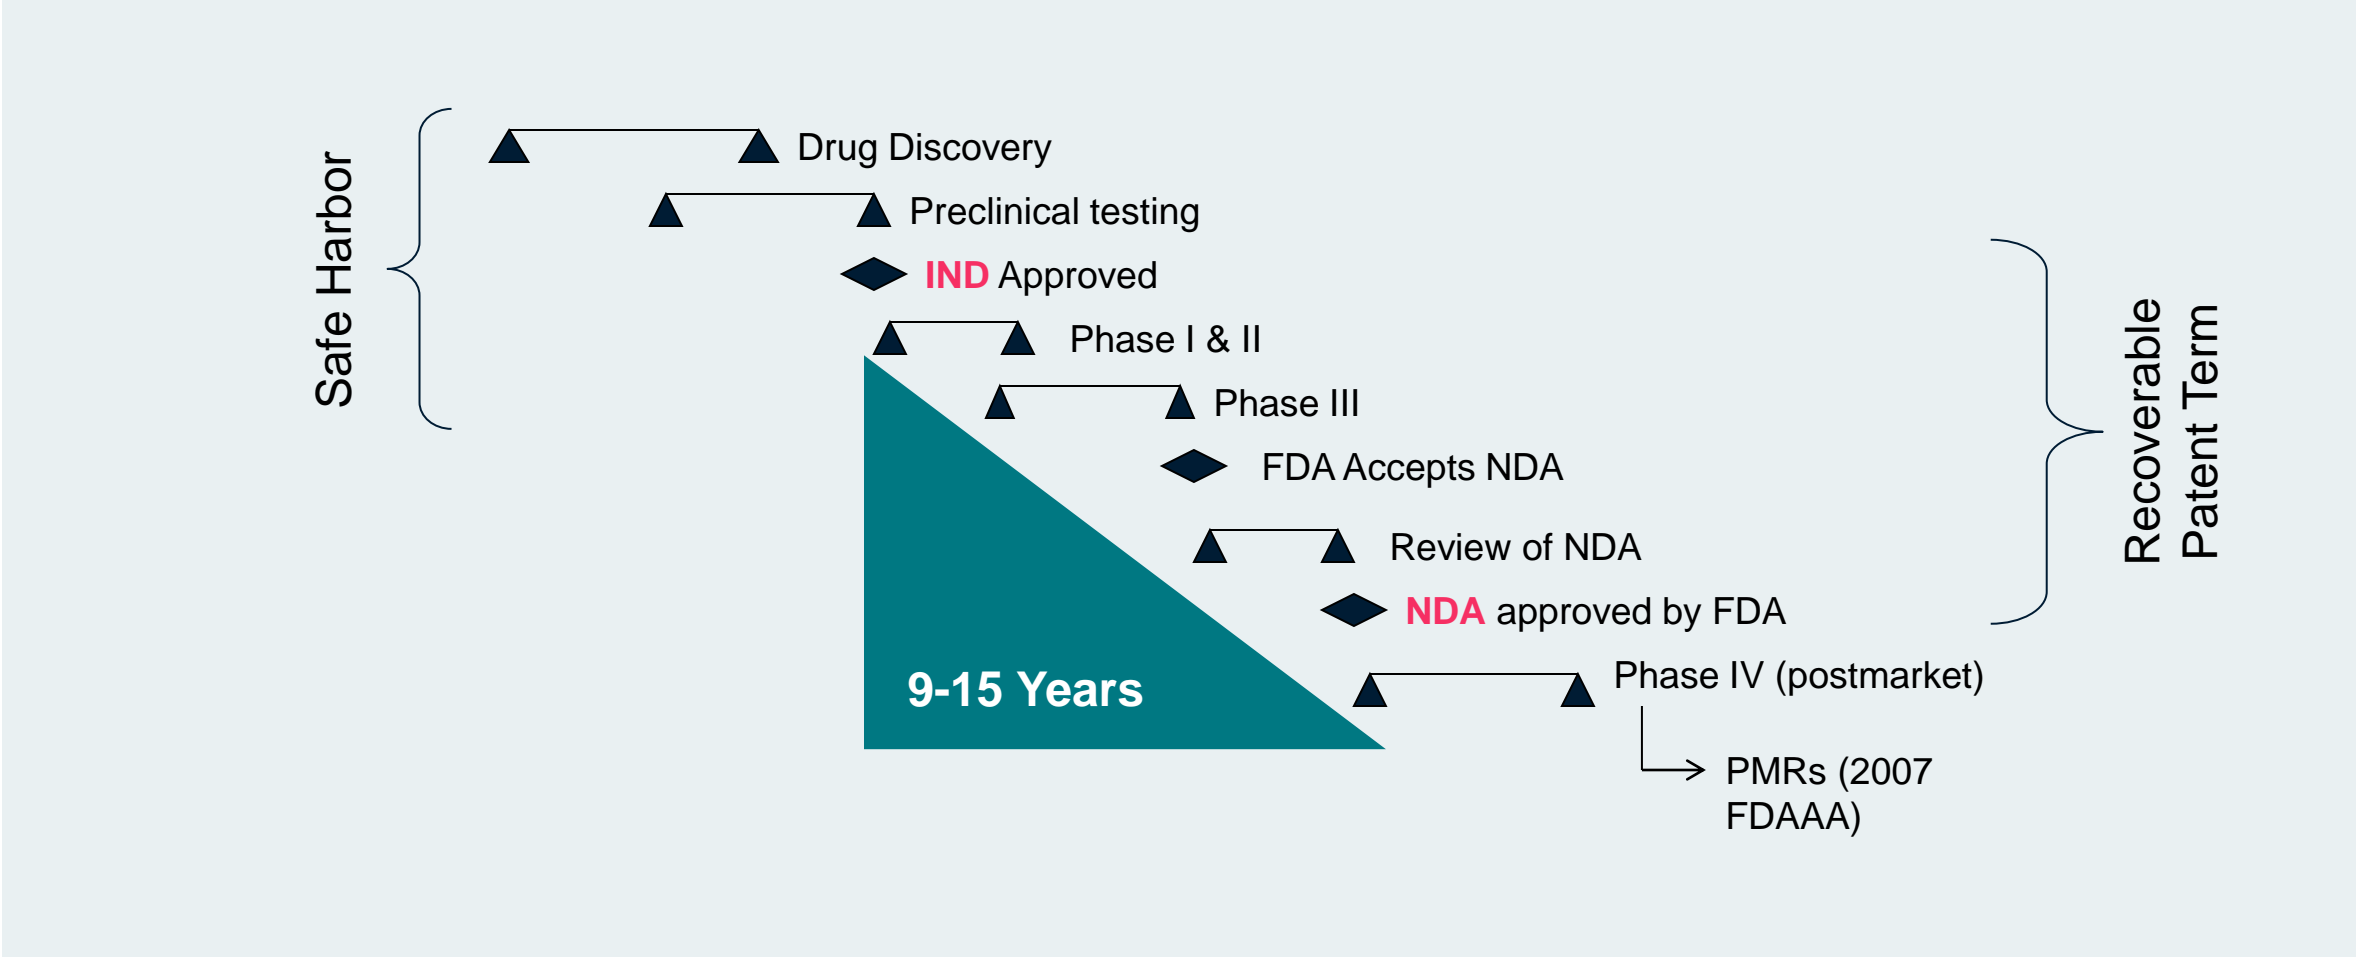 Safe Harbor
Drug Discovery
Preclinical testing
IND Approved
Phase I & II
Phase III
FDA Accepts NDA
Review of NDA
NDA approved by FDA
9-15 Years
Phase IV (postmarket)
PMRs (2007
FDAAA)
Recoverable
Patent Term